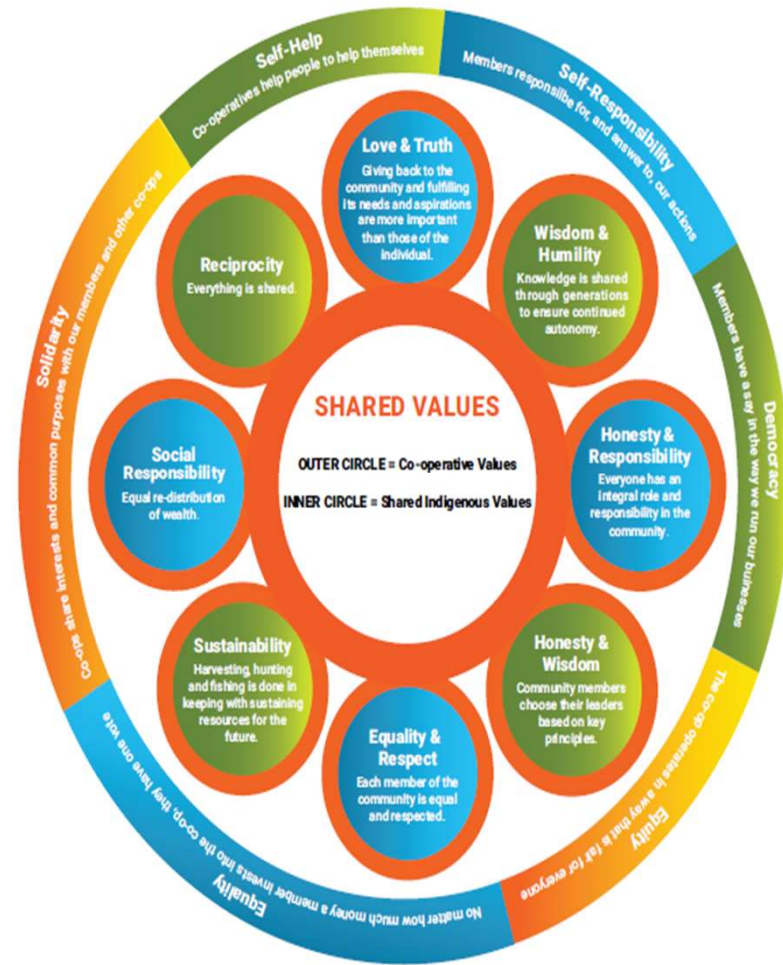 Self-Help
Co-operatives help people to help themselves
Self-Responsibility
Members responsilbe for, and answer to, our actions
Democracy
Members have a say in the way we run our buinesses
Equity
The co-op operates in a way that is fair for everyone
Equality
No matter how much money a member invests into the co-op, they have one vote
Solidarity
Co-ops share interests and common purposes with our members and other co-ops
Love & Truth
Giving back to the
community and fulfilling
its needs and aspirations
are more important
than those of the
individual.
Wisdom &
Humility
Knowledge is shared
through generations
to ensure continued
autonomy.
Honesty &
Responsibility
Everyone has an
integral role and
responsibility in the
community.
Honesty &
Wisdom
Community members
choose their leaders
based on key
principles.
Equality &
Respect
Each member of the
community is equal
and respected.
Sustainability
Harvesting, hunting
and fishing is done in
keeping with sustaining
resources for the
future.
Social
Responsibility
Equal re-distribution
of wealth.
Reciprocity
Everything is shared.
SHARED VALUES
OUTER CIRCLE = Co-operative Values
INNER CIRCLE = Shared Indigenous Values